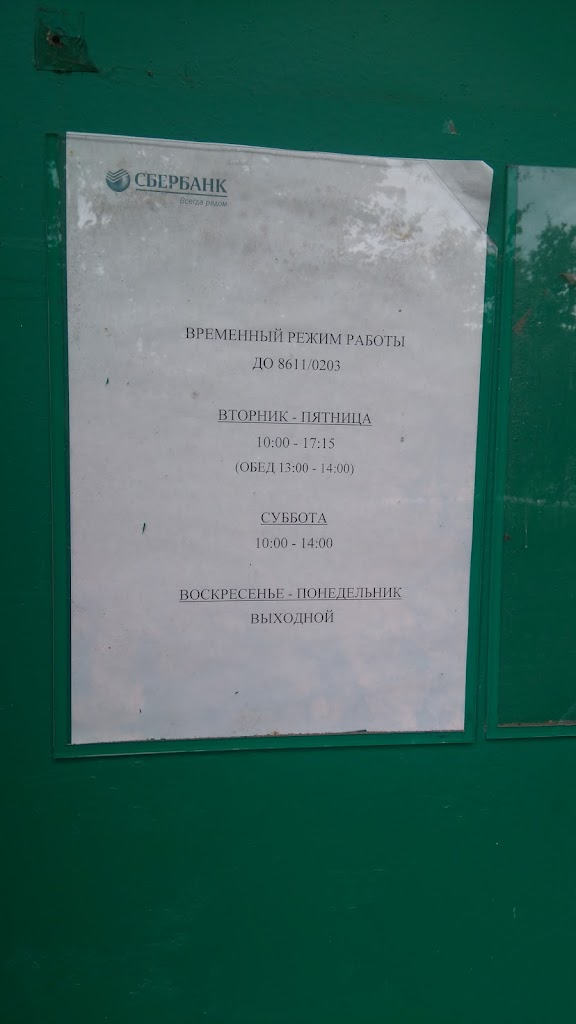 СБЕРБАНК
Всегда рядом
ВРЕМЕННЫЙ РЕЖИМ РАБОТЫ
ДО 8611/0203
ВТОРНИК - ПЯТНИЦА
10:00 - 17:15
(ОБЕД 13:00 - 14:00)
СУББОТА
10:00 - 14:00
ВОСКРЕСЕНЬЕ - ПОНЕДЕЛЬНИК
ВЫХОДНОЙ